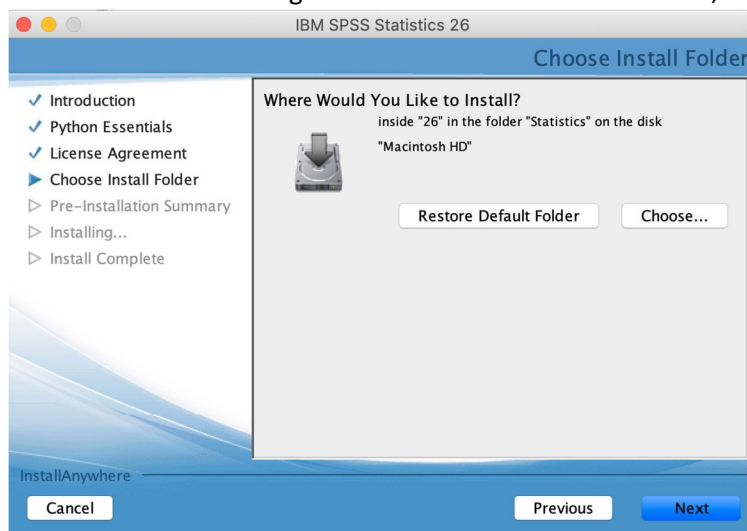 IBM SPSS Statistics 26
Choose Install Folder
Introduction
Python Essentials
License Agreement
Choose Install Folder
Pre-Installation Summary
Installing...
Install Complete
Where Would You Like to Install?
inside "26" in the folder "Statistics" on the disk
"Macintosh HD"
Restore Default Folder
Choose...
InstallAnywhere
Cancel
Previous
Next